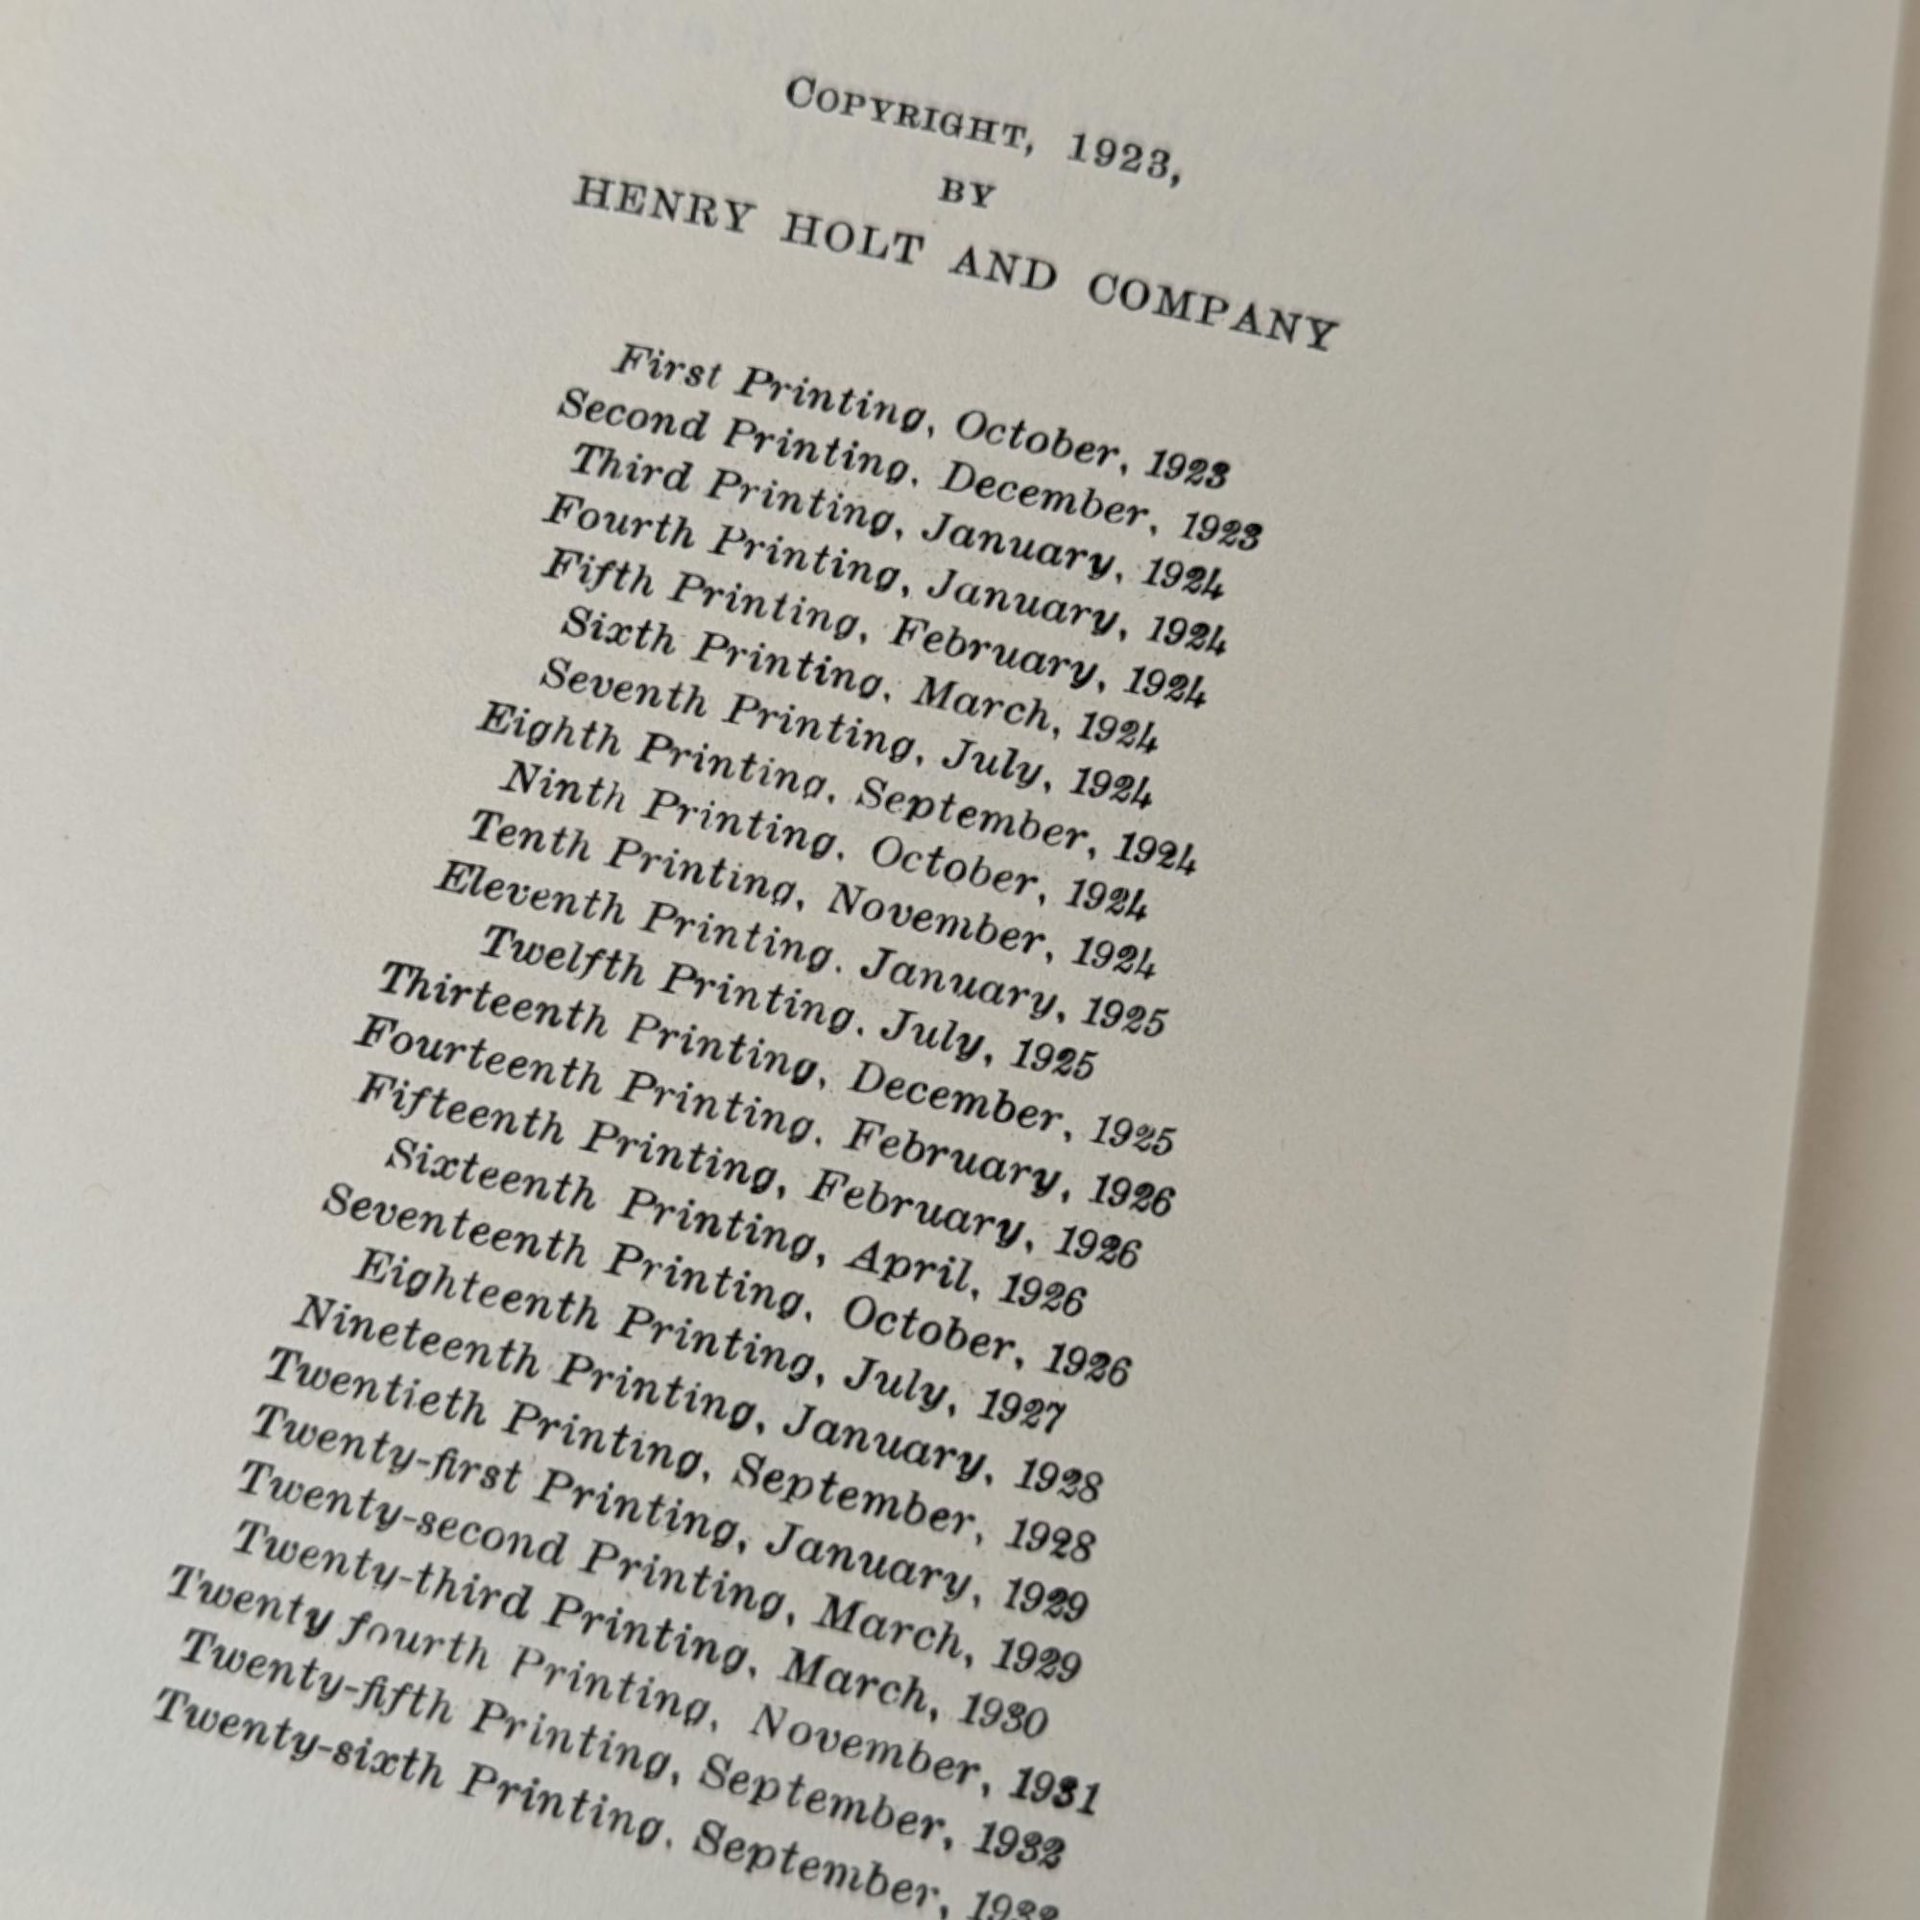 COPYRIGHT, 1923,
BY
HENRY HOLT AND COMPANY
First Printing, October, 1923
Second Printing, December, 1923
Third Printing, January, 1924
Fourth Printing, January, 1924
Fifth Printing, February, 1924
Sixth Printing, March, 1924
Seventh Printing, July, 1924
Eighth Printing, September, 1924
Ninth Printing, October, 1924
Tenth Printing, November, 1924
Eleventh Printing, January, 1925
Twelfth Printing, July, 1925
Thirteenth Printing, December, 1925
Fourteenth Printing, February, 1926
Fifteenth Printing, February, 1926
Sixteenth Printing, April, 1926
Seventeenth Printing, October, 1926
Eighteenth Printing, July, 1927
Nineteenth Printing, January, 1928
Twentieth Printing, September, 1928
Twenty-first Printing, January, 1929
Twenty-second Printing, March, 1929
Twenty-third Printing, March, 1930
Twenty fourth Printing, November, 1931
Twenty-fifth Printing, September, 1932
Twenty-sixth Printing, September,